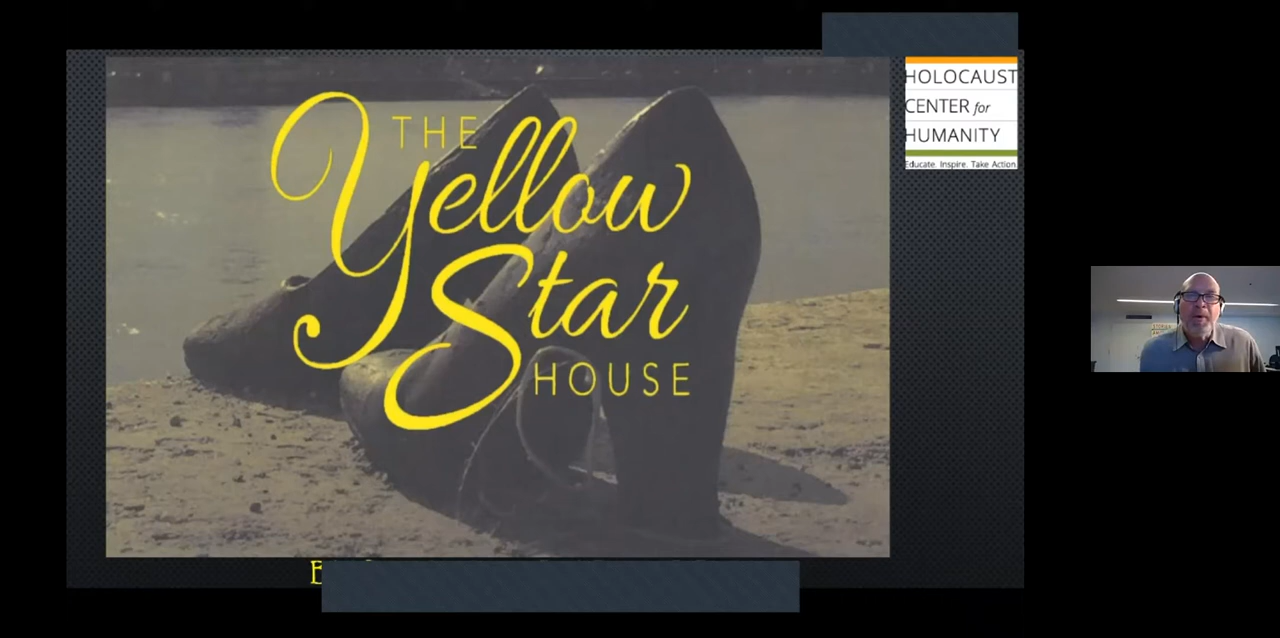 THE
Yellow
Star
HOUSE
HOLOCAUST
CENTER for
HUMANITY
Educate. Inspire. Take Action